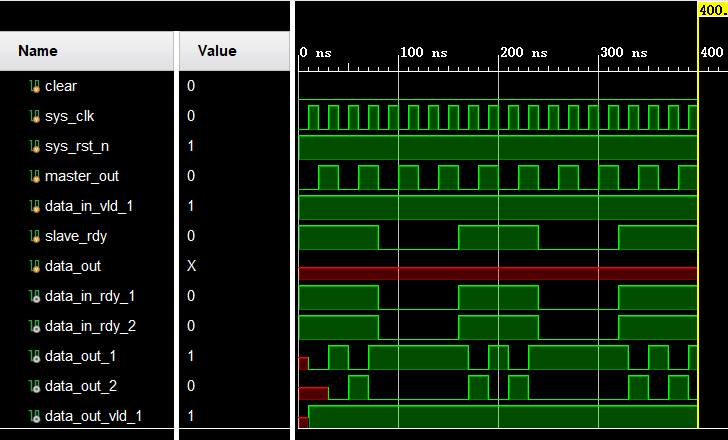 400.
Name Value 0 ns 100 ns 200 ns 300 ns 400
clear 0
sys_clk 0
sys_rst_n 1
master_out 0
data_in_vld_1 1
slave_rdy 0
data_out X
data_in_rdy_1 0
data_in_rdy_2 0
data_out_1 1
data_out_2 0
data_out_vld_1 1